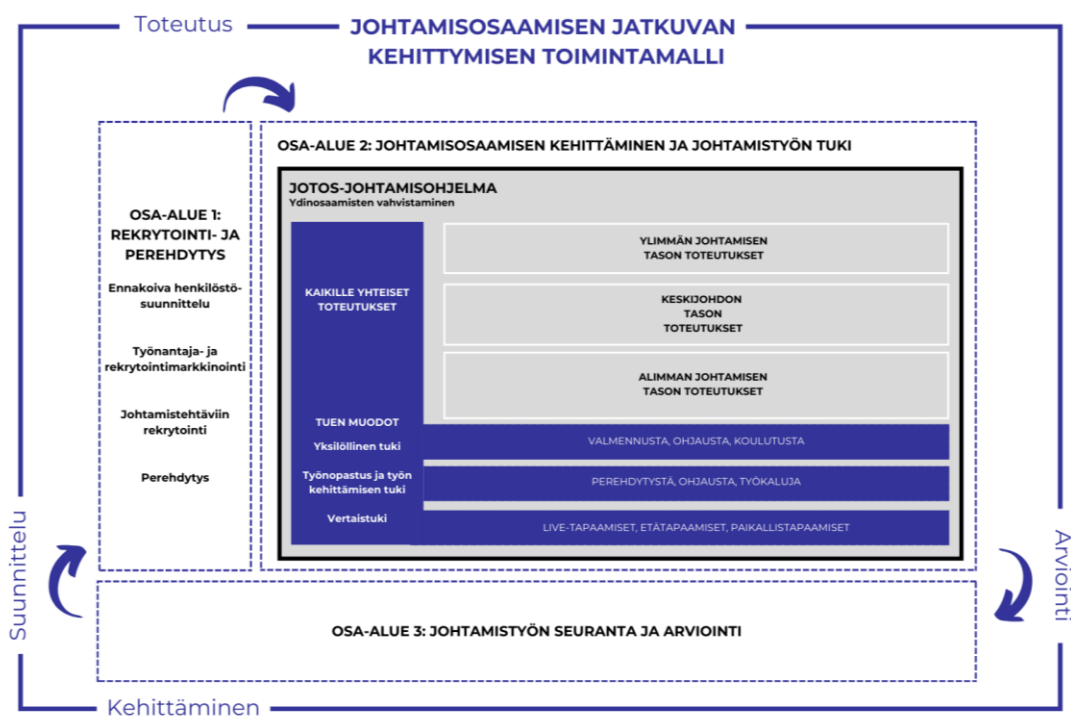 Toteutus
JOHTAMISOSAAMISEN JATKUVAN
KEHITTYMISEN TOIMINTAMALLI
OSA-ALUE 1:
REKRYTOINTI- JA
PEREHDYTYS
Ennakoiva henkilöstö-
suunnittelu
Työnantaja- ja
rekrytointimarkkinointi
Johtamistehtäviin
rekrytointi
Perehdytys
OSA-ALUE 2: JOHTAMISOSAAMISEN KEHITTÄMINEN JA JOHTAMISTYÖN TUKI
JOTOS-JOHTAMISOHJELMA
Ydinosaamisten vahvistaminen
KAIKILLE YHTEISET
TOTEUTUKSET
YLIMMÄN JOHTAMISEN
TASON TOTEUTUKSET
KESKIJOHDON
TASON
TOTEUTUKSET
ALIMMAN JOHTAMISEN
TASON TOTEUTUKSET
TUEN MUODOT
Yksilöllinen tuki
VALMENNUSTA, OHJAUSTA, KOULUTUSTA
Työnopastus ja työn
kehittämisen tuki
PEREHDYTYSTÄ, OHJAUSTA, TYÖKALUJA
Vertaistuki
LIVE-TAPAAMISET, ETÄTAPAAMISET, PAIKALLISTAPAAMISET
OSA-ALUE 3: JOHTAMISTYÖN SEURANTA JA ARVIOINTI
Arviointi
Kehittäminen
Suunnittelu